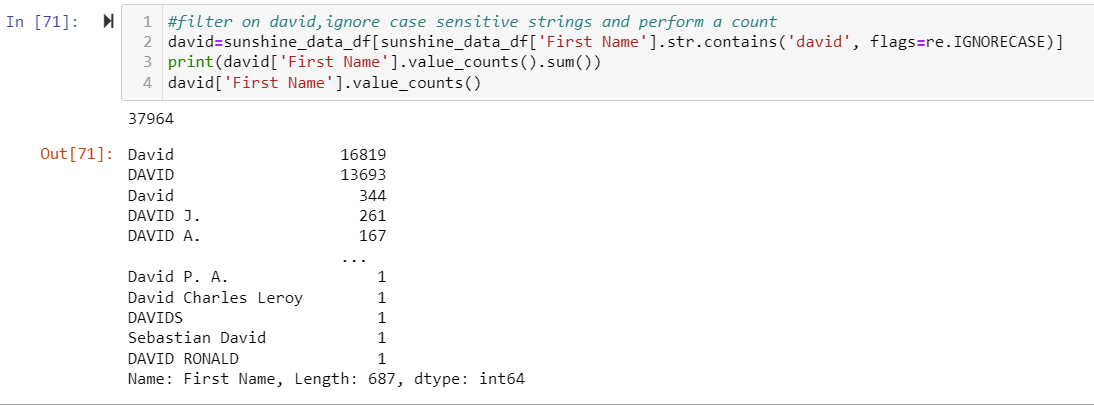 In [71]:
1 #filter on david,ignore case sensitive strings and perform a count
2 david=sunshine_data_df[sunshine_data_df['First Name'].str.contains('david', flags=re.IGNORECASE)]
3 print(david['First Name'].value_counts().sum())
4 david['First Name'].value_counts()
37964
Out[71]:
David 16819
DAVID 13693
David 344
DAVID J. 261
DAVID A. 167
...
David P. A. 1
David Charles Leroy 1
DAVIDS 1
Sebastian David 1
DAVID RONALD 1
Name: First Name, Length: 687, dtype: int64